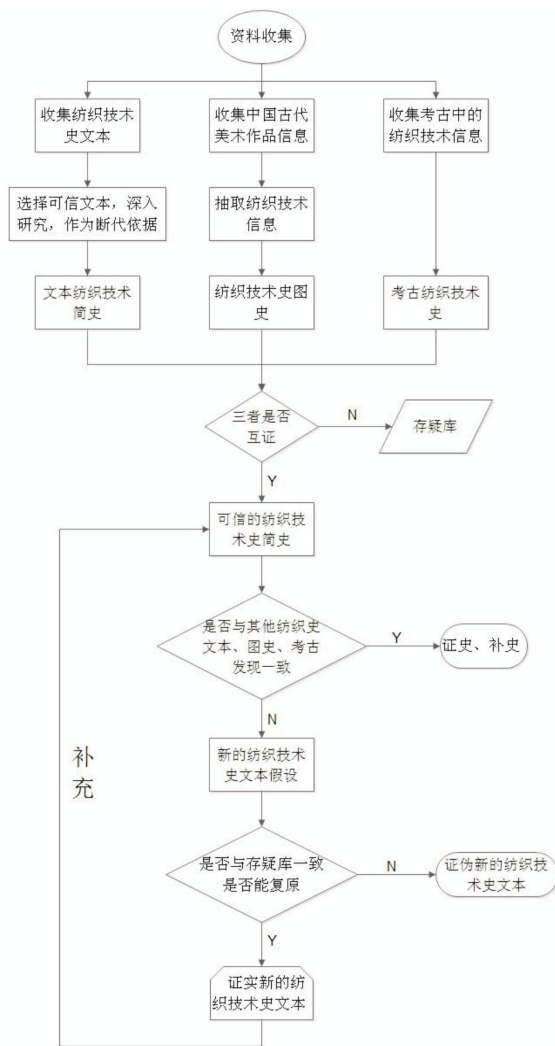 资料收集
收集纺织技术
史文本
收集中国古代
美术作品信息
收集考古中的
纺织技术信息
选择可信文本，深入
研究，作为断代依据
抽取纺织技术
信息
文本纺织技术
简史
纺织技术史图
史
考古纺织技术
史
三者是否
互证
N
存疑库
Y
可信的纺织技
术史简史
是否与其他纺织史
文本、图史、考古
发现一致
Y
证史、补史
N
新的纺织技术
史文本假设
补
充
是否与存疑库一致
是否能复原
N
证伪新的纺织技
术史文本
Y
证实新的纺
织技术史文本